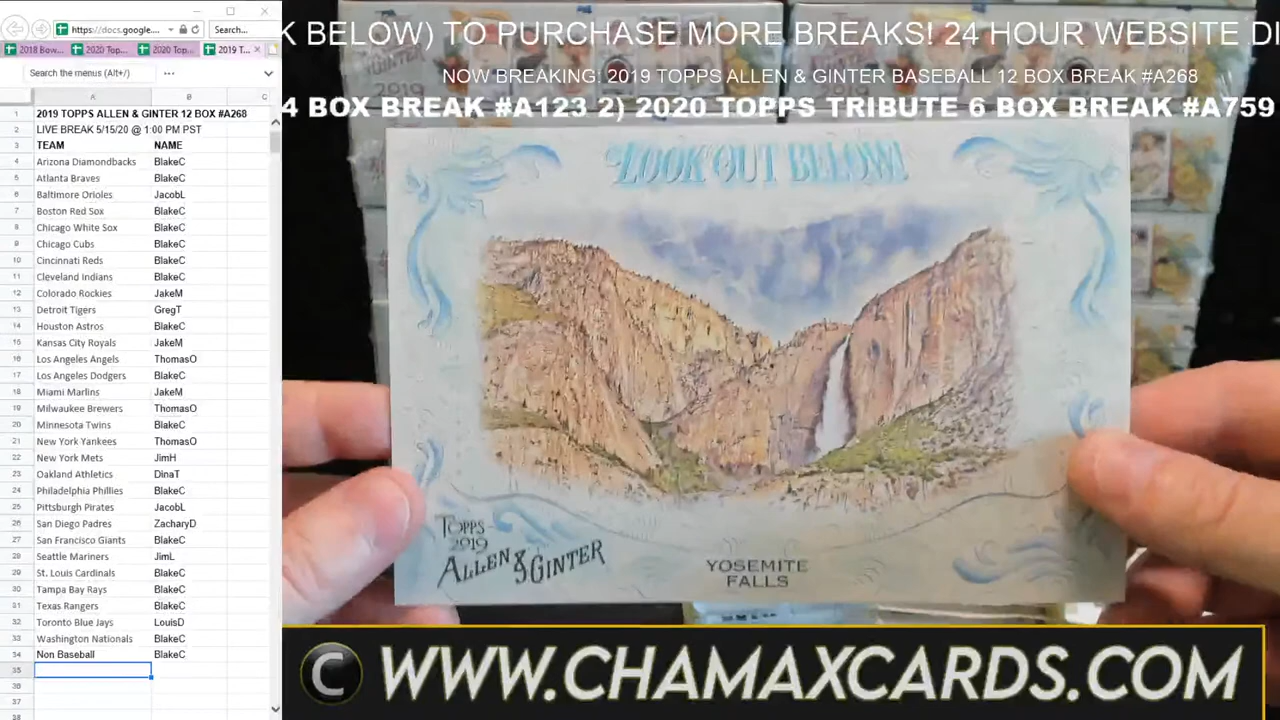 https://docs.google....
Search...
2018 Bow...
2020 Top...
2020 Top...
2019 T...
Search the menus (Alt+/)
A B C
1 2019 TOPPS ALLEN & GINTER 12 BOX #A268
2 LIVE BREAK 5/15/20 @ 1:00 PM PST
3 TEAM NAME
4 Arizona Diamondbacks BlakeC
5 Atlanta Braves BlakeC
6 Baltimore Orioles JacobL
7 Boston Red Sox BlakeC
8 Chicago White Sox BlakeC
9 Chicago Cubs BlakeC
10 Cincinnati Reds BlakeC
11 Cleveland Indians BlakeC
12 Colorado Rockies JakeM
13 Detroit Tigers GregT
14 Houston Astros BlakeC
15 Kansas City Royals JakeM
16 Los Angeles Angels ThomasO
17 Los Angeles Dodgers BlakeC
18 Miami Marlins JakeM
19 Milwaukee Brewers ThomasO
20 Minnesota Twins BlakeC
21 New York Yankees ThomasO
22 New York Mets JimH
23 Oakland Athletics DinaT
24 Philadelphia Phillies BlakeC
25 Pittsburgh Pirates JacobL
26 San Diego Padres ZacharyD
27 San Francisco Giants BlakeC
28 Seattle Mariners JimL
29 St. Louis Cardinals BlakeC
30 Tampa Bay Rays BlakeC
31 Texas Rangers BlakeC
32 Toronto Blue Jays LouisD
33 Washington Nationals BlakeC
34 Non Baseball BlakeC
35
36
37
38
K BELOW) TO PURCHASE MORE BREAKS! 24 HOUR WEBSITE DI
NOW BREAKING: 2019 TOPPS ALLEN & GINTER BASEBALL 12 BOX BREAK #A268
4 BOX BREAK #A123 2) 2020 TOPPS TRIBUTE 6 BOX BREAK #A759
LOOK OUT BELOW!
TOPPS
2019
ALLEN & GINTER
YOSEMITE
FALLS
C WWW.CHAMAXCARDS.COM